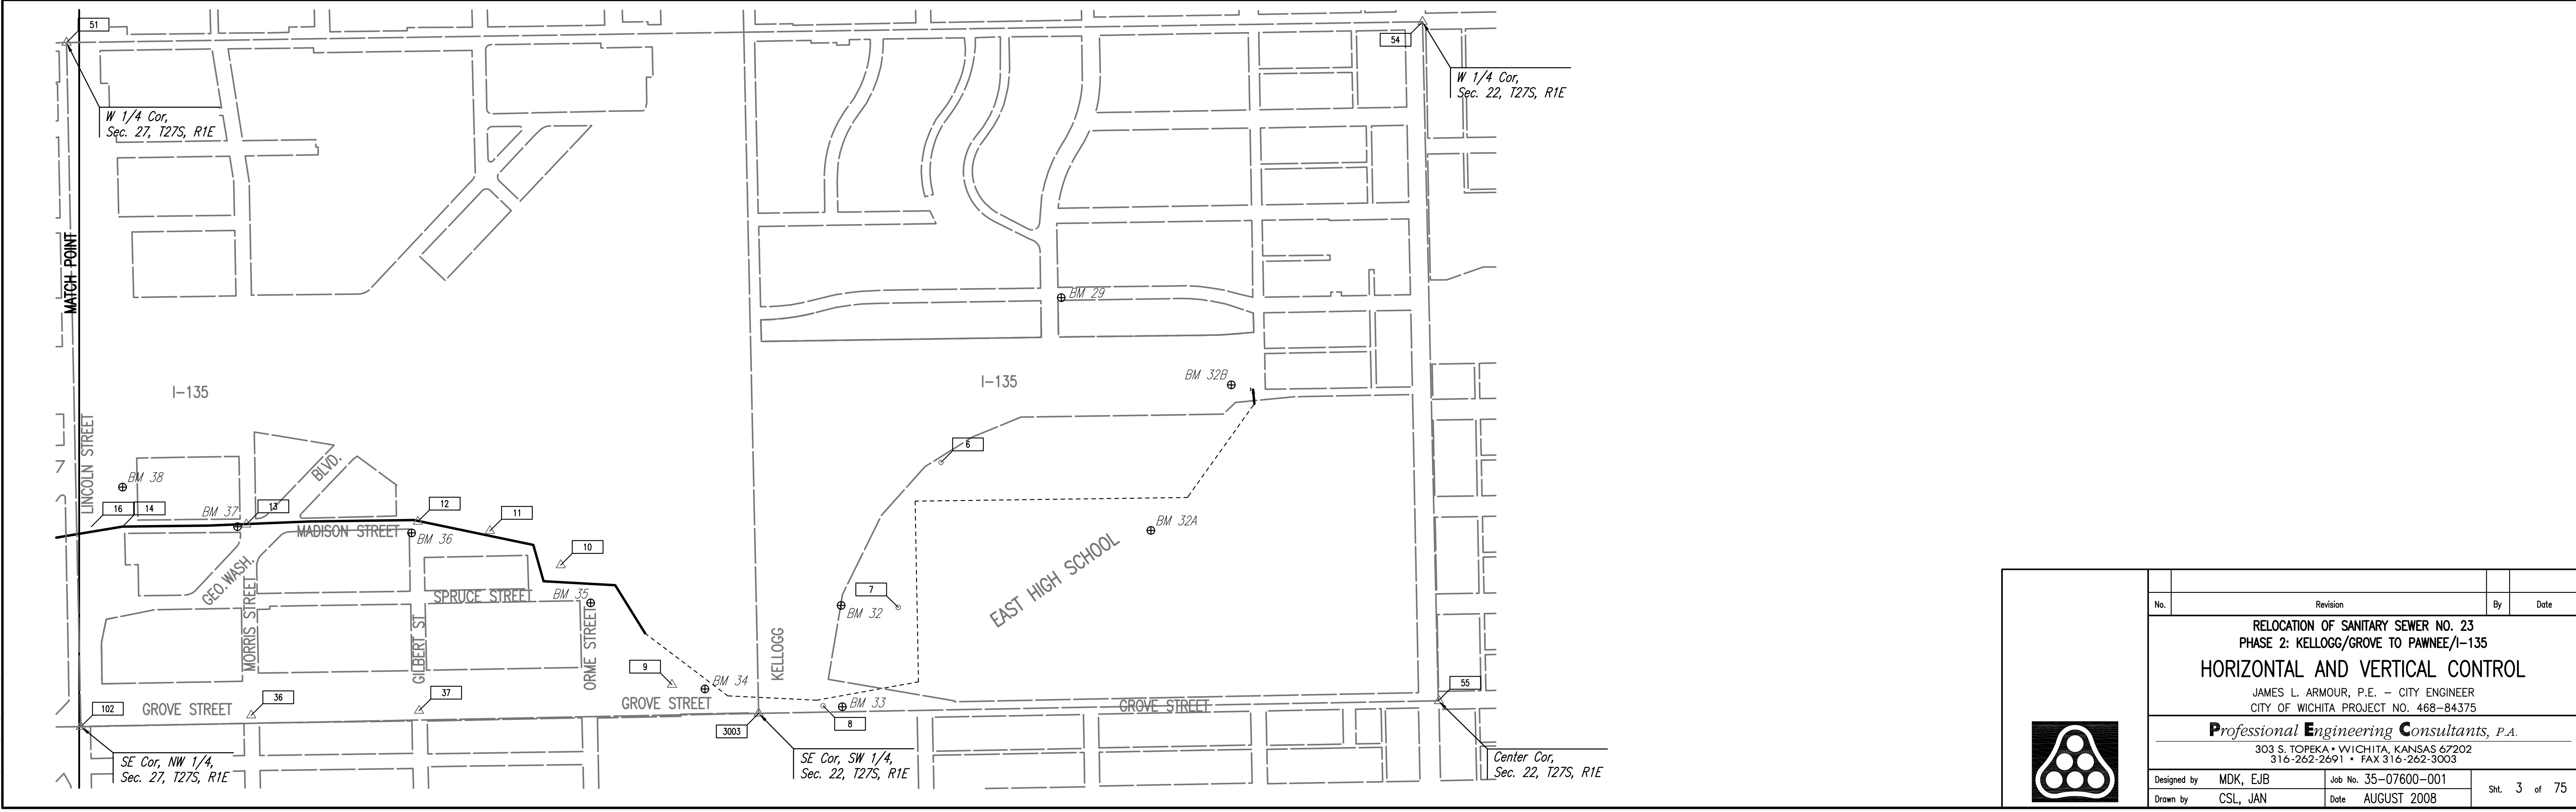 51
54
W 1/4 Cor,
Sec. 27, T27S, R1E
W 1/4 Cor,
Sec. 22, T27S, R1E
MATCH POINT
BM 29
I-135
I-135
BM 32B
6
LINCOLN STREET
BLVD.
BM 38
16
14
BM 37
13
12
11
MADISON STREET
BM 36
BM 32A
10
EAST HIGH SCHOOL
GEO. WASH.
SPRUCE STREET
BM 35
7
BM 32
MORRIS STREET
GILBERT ST.
ORME STREET
KELLOGG
9
BM 34
55
102
GROVE STREET
36
37
GROVE STREET
BM 33
GROVE STREET
3003
8
SE Cor, NW 1/4,
Sec. 27, T27S, R1E
SE Cor, SW 1/4,
Sec. 22, T27S, R1E
Center Cor,
Sec. 22, T27S, R1E
No. Revision By Date
RELOCATION OF SANITARY SEWER NO. 23
PHASE 2: KELLOGG/GROVE TO PAWNEE/I-135
HORIZONTAL AND VERTICAL CONTROL
JAMES L. ARMOUR, P.E. - CITY ENGINEER
CITY OF WICHITA PROJECT NO. 468-84375
Professional Engineering Consultants, P.A.
303 S. TOPEKA • WICHITA, KANSAS 67202
316-262-2691 • FAX 316-262-3003
Designed by MDK, EJB Job No. 35-07600-001 Sht. 3 of 75
Drawn by CSL, JAN Date AUGUST 2008